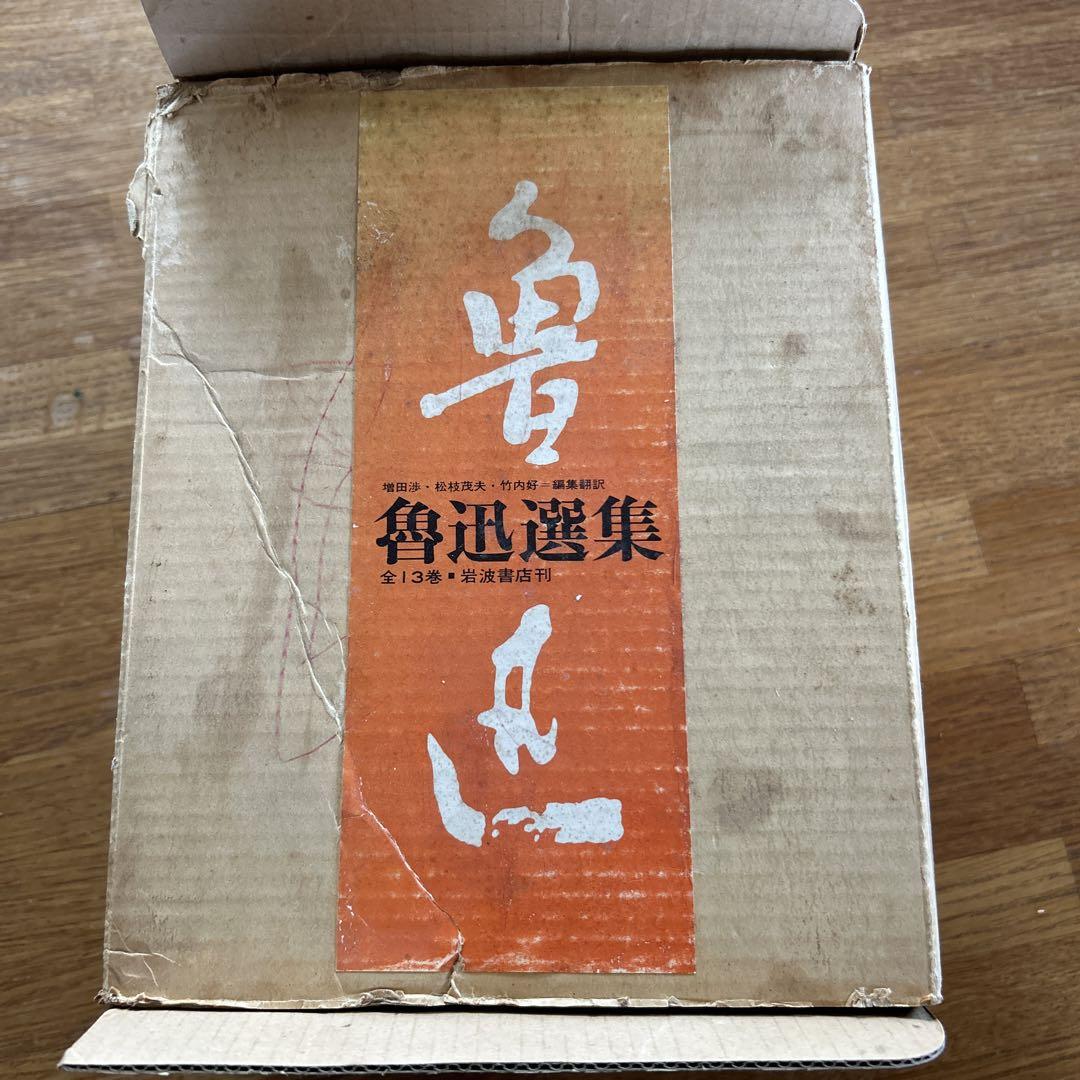 魯
増田渉・松枝茂夫・竹内好=編集翻訳
魯迅選集
全13巻▪岩波書店刊
迅